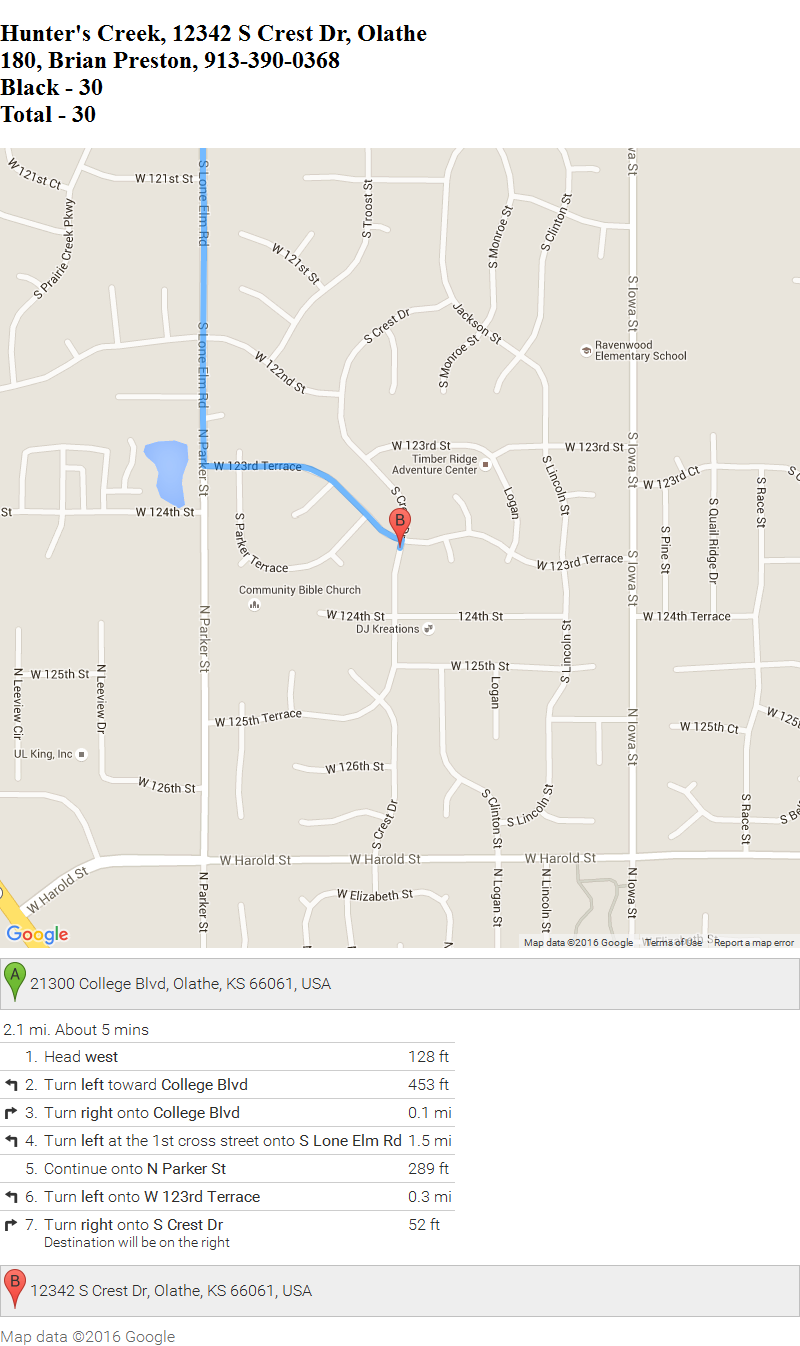 Hunter's Creek, 12342 S Crest Dr, Olathe
180, Brian Preston, 913-390-0368
Black - 30
Total - 30
W 121st Ct
W 121st St
S Lone Elm Rd
S Troost St
S Prairie Creek Pkwy
W 121st St
S Monroe St
S Clinton St
S Iowa St
S Crest Dr
Jackson St
S Monroe St
Ravenwood
Elementary School
S Lone Elm Rd
W 122nd St
N Parker St
W 123rd Terrace
W 123rd St
Timber Ridge
Adventure Center
W 123rd St
S Iowa St
W 123rd Ct
S Lincoln St
Logan
S Race St
S Quail Ridge Dr
S Pine St
St
W 124th St
S Parker Terrace
B
W 123rd Terrace
S Iowa St
Community Bible Church
W 124th St
124th St
W 124th Terrace
DJ Kreations
N Parker St
S Lincoln St
W 125th St
W 125th St
Logan
N Leeview Cir
N Leeview Dr
W 125th Terrace
N Iowa St
W 125th Ct
W 125t
UL King, Inc
W 126th St
W 126th St
S Clinton St
S Lincoln St
S Crest Dr
S Race St
S Be
W Harold St
W Harold St
W Harold St
W Harold St
N Parker St
W Elizabeth St
N Logan St
N Lincoln St
N Iowa St
Google
Map data ©2016 Google Terms of Use Report a map error
A 21300 College Blvd, Olathe, KS 66061, USA
2.1 mi. About 5 mins
1. Head west 128 ft
2. Turn left toward College Blvd 453 ft
3. Turn right onto College Blvd 0.1 mi
4. Turn left at the 1st cross street onto S Lone Elm Rd 1.5 mi
5. Continue onto N Parker St 289 ft
6. Turn left onto W 123rd Terrace 0.3 mi
7. Turn right onto S Crest Dr 52 ft
Destination will be on the right
B 12342 S Crest Dr, Olathe, KS 66061, USA
Map data ©2016 Google